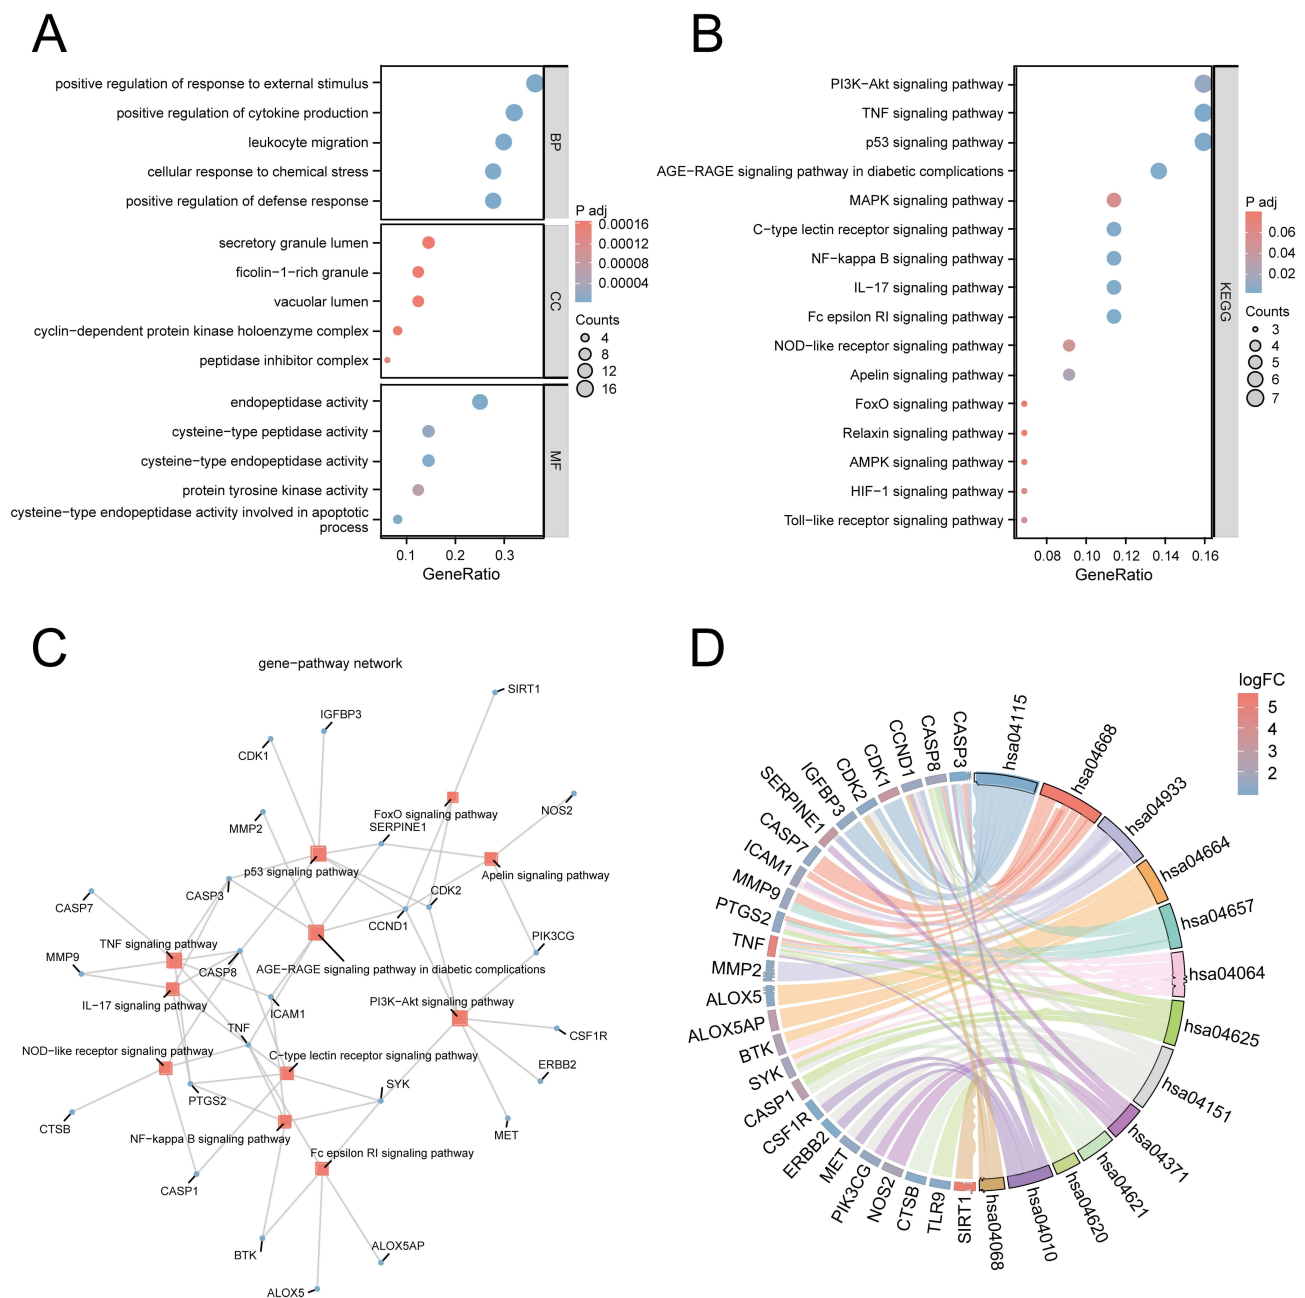 A
positive regulation of response to external stimulus
positive regulation of cytokine production
leukocyte migration
cellular response to chemical stress
positive regulation of defense response
BP
secretory granule lumen
ficolin−1−rich granule
vacuolar lumen
cyclin−dependent protein kinase holoenzyme complex
peptidase inhibitor complex
CC
endopeptidase activity
cysteine−type peptidase activity
cysteine−type endopeptidase activity
protein tyrosine kinase activity
cysteine−type endopeptidase activity involved in apoptotic
process
MF
0.1 0.2 0.3
GeneRatio
P adj
0.00016
0.00012
0.00008
0.00004
Counts
4
8
12
16
B
PI3K−Akt signaling pathway
TNF signaling pathway
p53 signaling pathway
AGE−RAGE signaling pathway in diabetic complications
MAPK signaling pathway
C−type lectin receptor signaling pathway
NF−kappa B signaling pathway
IL−17 signaling pathway
Fc epsilon RI signaling pathway
NOD−like receptor signaling pathway
Apelin signaling pathway
FoxO signaling pathway
Relaxin signaling pathway
AMPK signaling pathway
HIF−1 signaling pathway
Toll−like receptor signaling pathway
KEGG
0.08 0.10 0.12 0.14 0.16
GeneRatio
P adj
0.06
0.04
0.02
Counts
3
4
5
6
7
C
gene−pathway network
SIRT1
IGFBP3
CDK1
NOS2
FoxO signaling pathway
MMP2
SERPINE1
p53 signaling pathway
Apelin signaling pathway
CASP3
CDK2
CASP7
CCND1
PIK3CG
TNF signaling pathway
MMP9
CASP8
AGE−RAGE signaling pathway in diabetic complications
IL−17 signaling pathway
PI3K−Akt signaling pathway
ICAM1
TNF
CSF1R
NOD−like receptor signaling pathway
C−type lectin receptor signaling pathway
ERBB2
SYK
PTGS2
CTSB
NF−kappa B signaling pathway
MET
Fc epsilon RI signaling pathway
CASP1
BTK
ALOX5AP
ALOX5
D
logFC
5
4
3
2
hsa04115
hsa04668
hsa04933
hsa04664
hsa04657
hsa04064
hsa04625
hsa04151
hsa04371
hsa04621
hsa04620
hsa04010
hsa04068
SIRT1
TLR9
CTSB
NOS2
PIK3CG
MET
ERBB2
CSF1R
CASP1
SYK
BTK
ALOX5AP
ALOX5
MMP2
TNF
PTGS2
MMP9
ICAM1
CASP7
SERPINE1
IGFBP3
CDK2
CDK1
CCND1
CASP8
CASP3